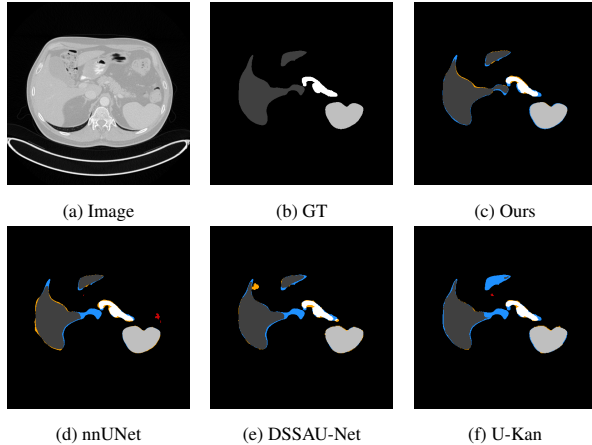 (a) Image
(b) GT
(c) Ours
(d) nnUNet
(e) DSSAU-Net
(f) U-Kan